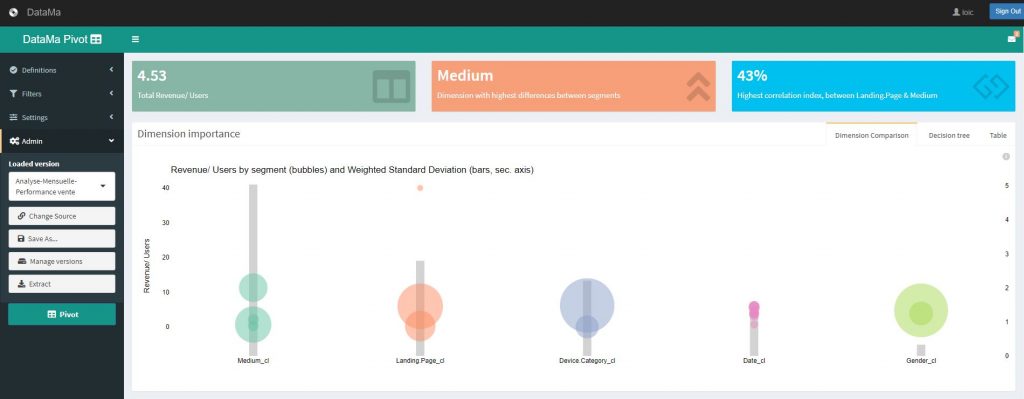 DataMa
loic
Sign Out
DataMa Pivot
Definitions
Filters
Settings
Admin
Loaded version
Analyse-Mensuelle-
Performance vente
Change Source
Save As...
Manage versions
Extract
Pivot
4.53
Total Revenue/ Users
Medium
Dimension with highest differences between segments
43%
Highest correlation index, between Landing.Page & Medium
Dimension importance
Dimension Comparison
Decision tree
Table
Revenue/ Users by segment (bubbles) and Weighted Standard Deviation (bars, sec. axis)
Revenue/ Users
40
30
20
10
0
5
4
3
2
1
0
Medium_cl
Landing.Page_cl
Device.Category_cl
Date_cl
Gender_cl